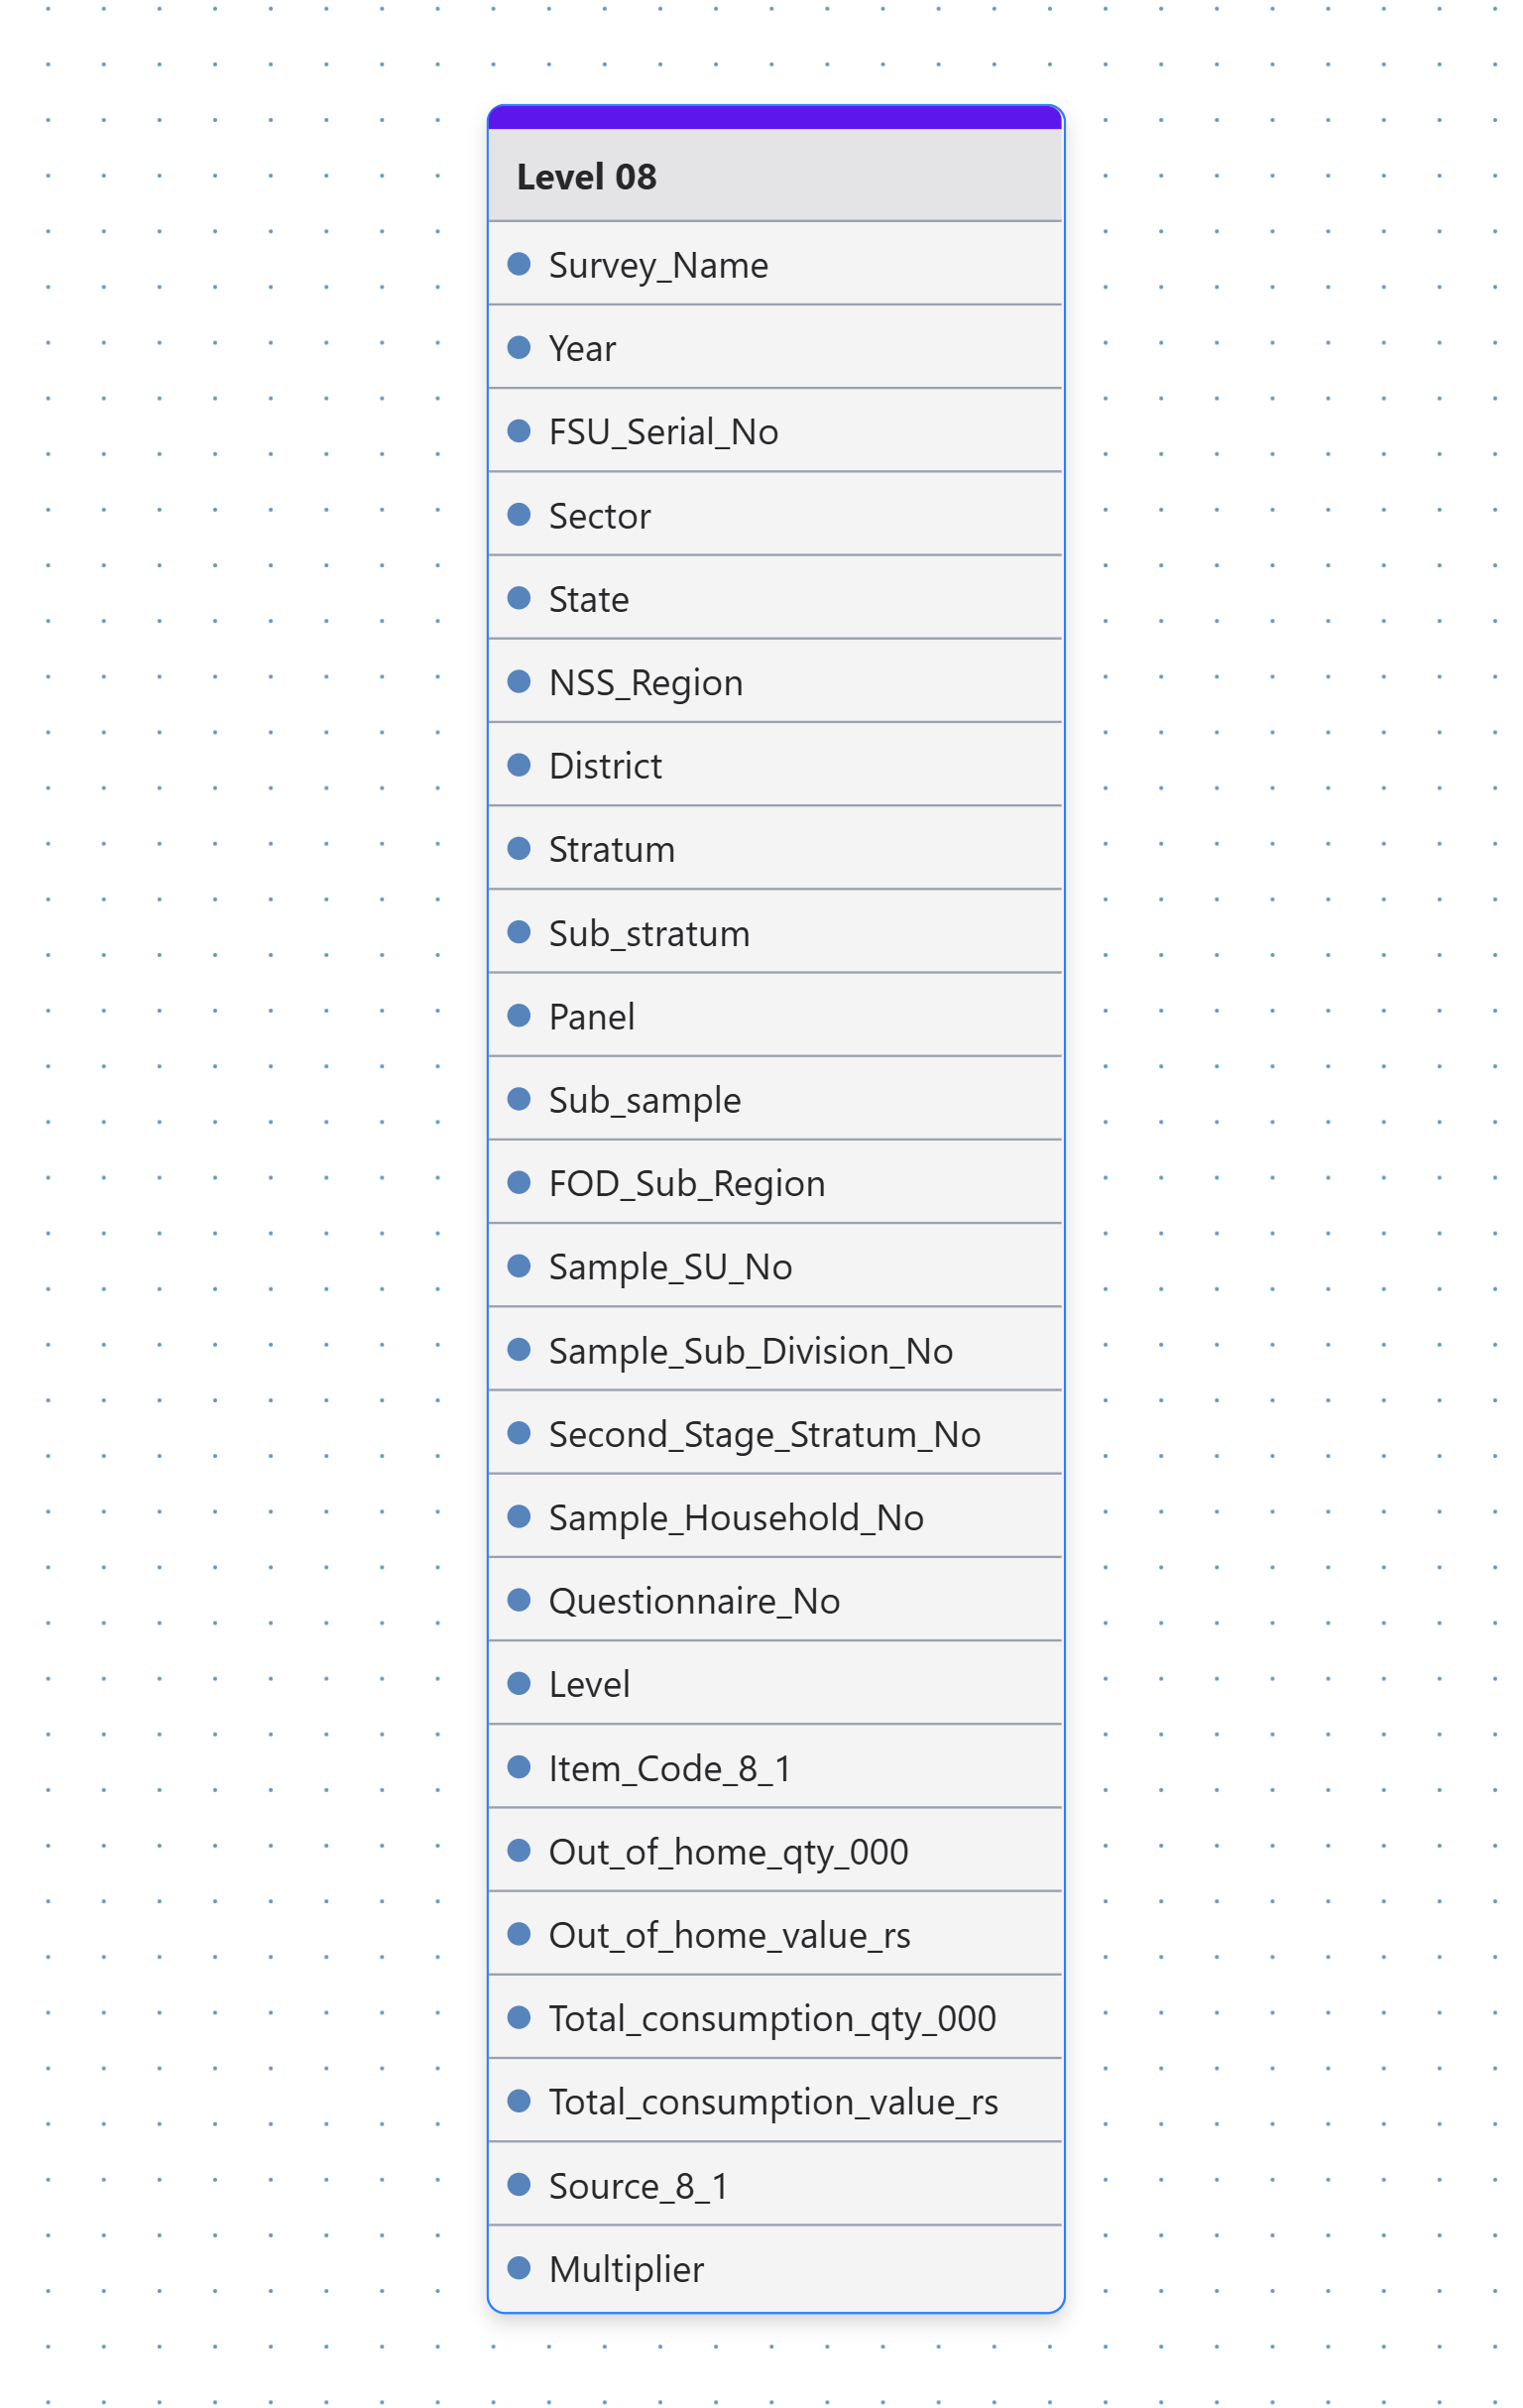 Level 08
Survey_Name
Year
FSU_Serial_No
Sector
State
NSS_Region
District
Stratum
Sub_stratum
Panel
Sub_sample
FOD_Sub_Region
Sample_SU_No
Sample_Sub_Division_No
Second_Stage_Stratum_No
Sample_Household_No
Questionnaire_No
Level
Item_Code_8_1
Out_of_home_qty_000
Out_of_home_value_rs
Total_consumption_qty_000
Total_consumption_value_rs
Source_8_1
Multiplier